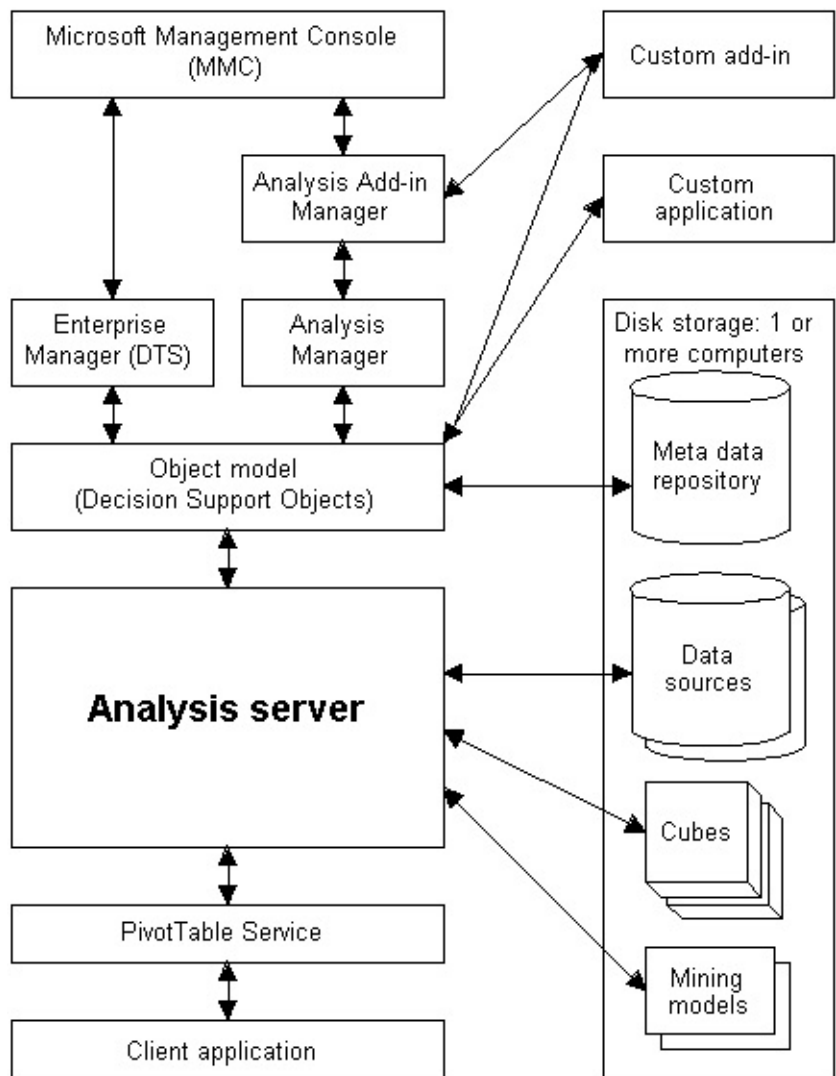 Microsoft Management Console
(MMC)
Custom add-in
Analysis Add-in
Manager
Custom
application
Enterprise
Manager (DTS)
Analysis
Manager
Disk storage: 1 or
more computers
Object model
(Decision Support Objects)
Meta data
repository
Analysis server
Data
sources
Cubes
PivotTable Service
Mining
models
Client application